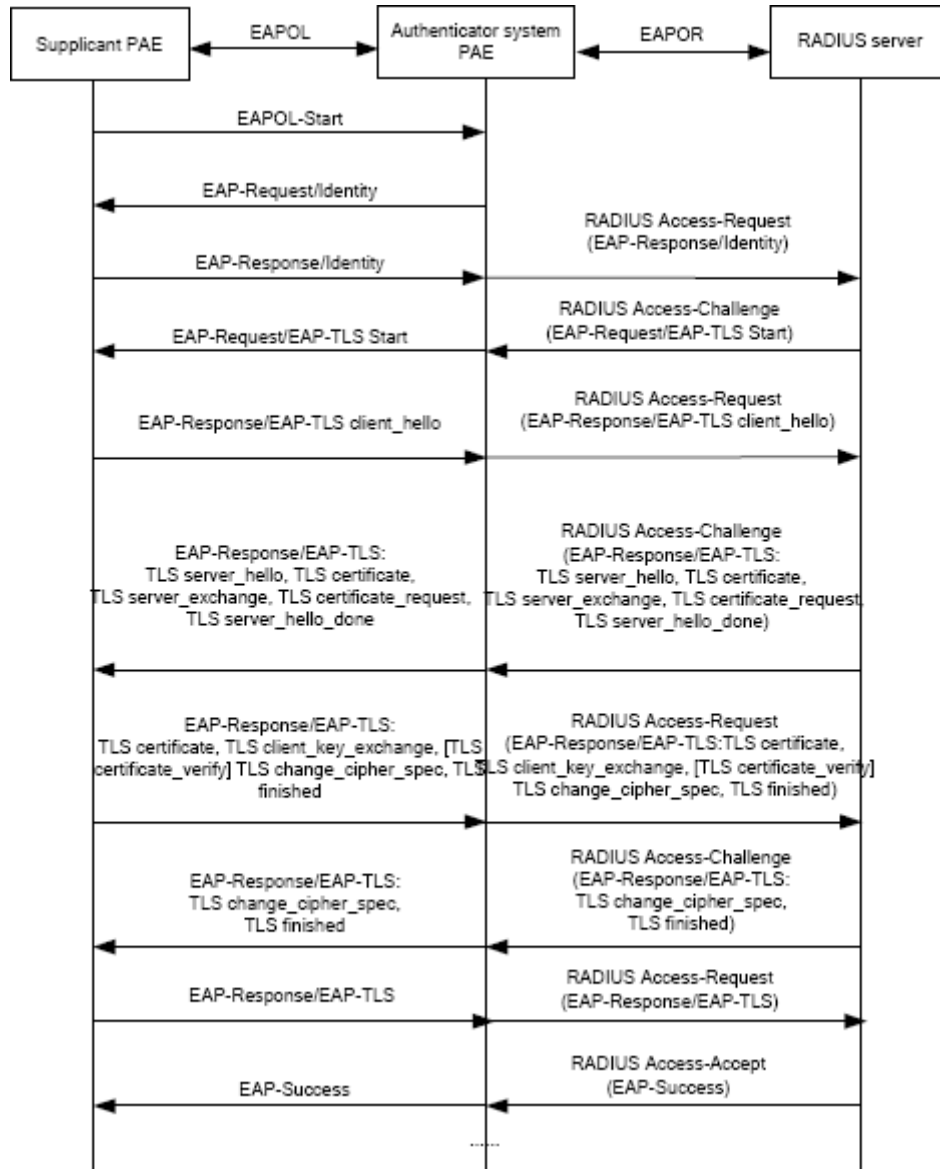 Supplicant PAE
EAPOL
Authenticator system
PAE
EAPOR
RADIUS server
EAPOL-Start
EAP-Request/Identity
RADIUS Access-Request
(EAP-Response/Identity)
EAP-Response/Identity
RADIUS Access-Challenge
(EAP-Request/EAP-TLS Start)
EAP-Request/EAP-TLS Start
RADIUS Access-Request
(EAP-Response/EAP-TLS client_hello)
EAP-Response/EAP-TLS client_hello
EAP-Response/EAP-TLS:
TLS server_hello, TLS certificate,
TLS server_exchange, TLS certificate_request,
TLS server_hello_done
RADIUS Access-Challenge
(EAP-Response/EAP-TLS:
TLS server_hello, TLS certificate,
TLS server_exchange, TLS certificate_request,
TLS server_hello_done)
EAP-Response/EAP-TLS:
TLS certificate, TLS client_key_exchange, [TLS
certificate_verify] TLS change_cipher_spec, TLS
finished
RADIUS Access-Request
(EAP-Response/EAP-TLS:TLS certificate,
TLS client_key_exchange, [TLS certificate_verify]
TLS change_cipher_spec, TLS finished)
EAP-Response/EAP-TLS:
TLS change_cipher_spec,
TLS finished
RADIUS Access-Challenge
(EAP-Response/EAP-TLS:
TLS change_cipher_spec,
TLS finished)
EAP-Response/EAP-TLS
RADIUS Access-Request
(EAP-Response/EAP-TLS)
EAP-Success
RADIUS Access-Accept
(EAP-Success)
......